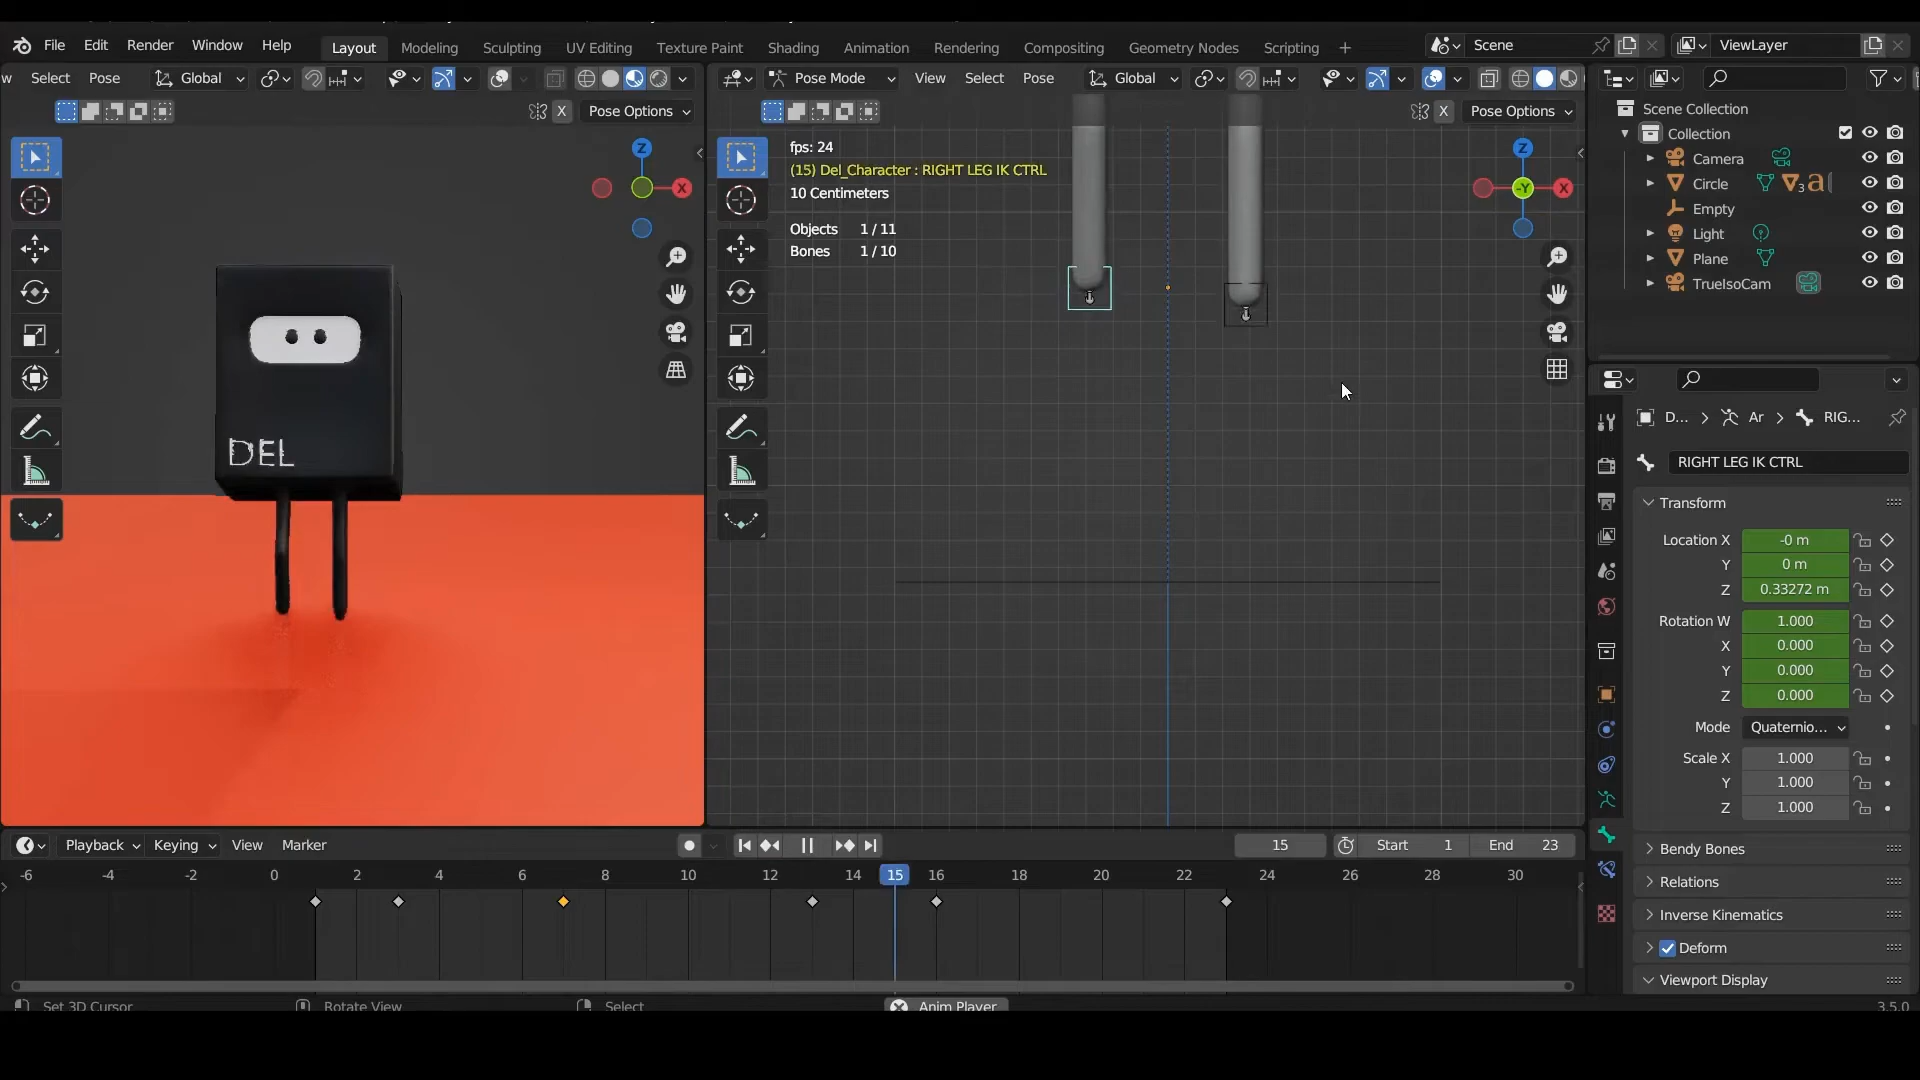 File Edit Render Window Help Layout Modeling Sculpting UV Editing Texture Paint Shading Animation Rendering Compositing Geometry Nodes Scripting + Scene ViewLayer
w Select Pose Global Pose Mode View Select Pose Global
X Pose Options X Pose Options
Scene Collection
Collection
Camera
Circle 3
Empty
Light
Plane
TrueIsoCam
Z
X
fps: 24
(15) Del_Character : RIGHT LEG IK CTRL
10 Centimeters
Objects 1 / 11
Bones 1 / 10
Z
-Y X
DEL
D... > Ar > RIG...
RIGHT LEG IK CTRL
Transform
Location X -0 m
Y 0 m
Z 0.33272 m
Rotation W 1.000
X 0.000
Y 0.000
Z 0.000
Mode Quaternio...
Scale X 1.000
Y 1.000
Z 1.000
Bendy Bones
Relations
Inverse Kinematics
Deform
Viewport Display
Playback Keying View Marker 15 Start 1 End 23
-6 -4 -2 0 2 4 6 8 10 12 14 15 16 18 20 22 24 26 28 30
Set 3D Cursor Rotate View Select Anim Player 3.5.0